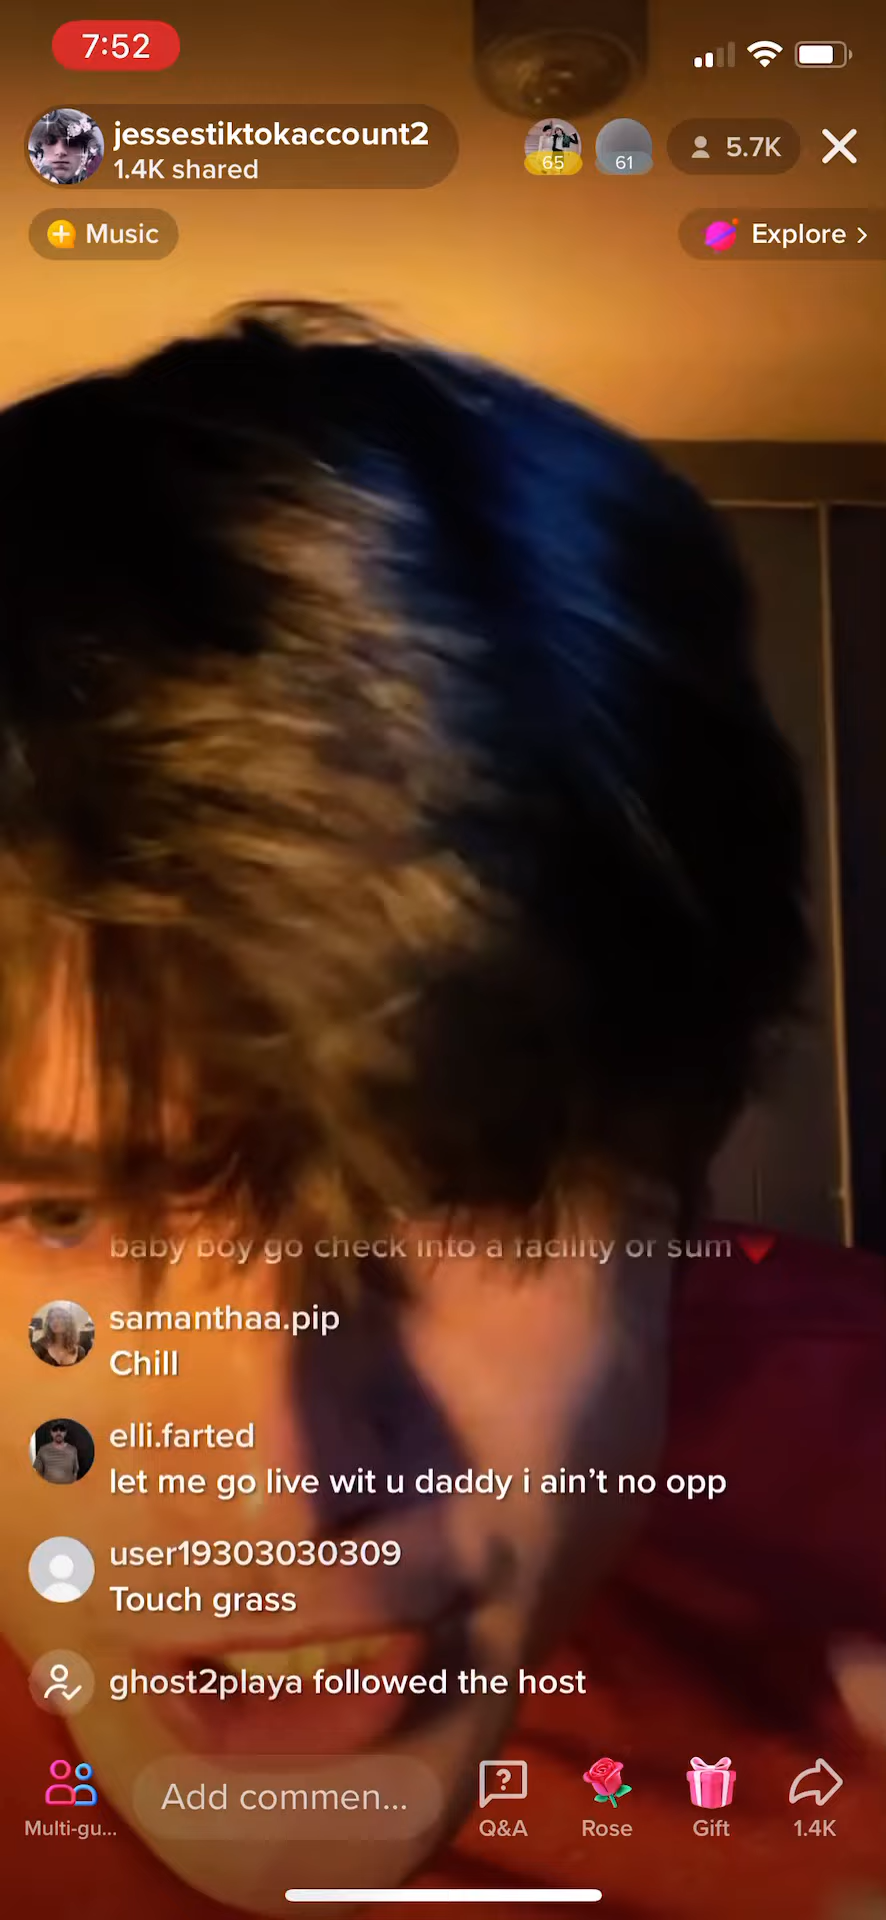 7:52
jessestiktokaccount2
1.4K shared
65
61
5.7K
Music
Explore >
baby boy go check into a facility or sum
samanthaa.pip
Chill
elli.farted
let me go live wit u daddy i ain’t no opp
user19303030309
Touch grass
ghost2playa followed the host
Multi-gu...
Add commen...
Q&A
Rose
Gift
1.4K